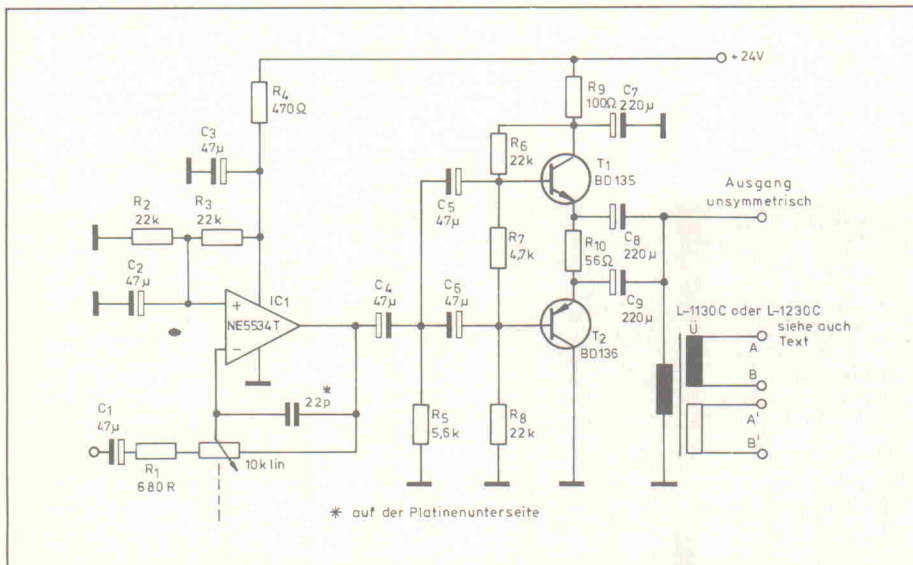 + 24V
R4
470Ω
R9
100Ω
C7
220µ
C3
47µ
R6
22k
T1
BD135
R2
22k
R3
22k
C5
47µ
Ausgang
unsymmetrisch
C2
47µ
R7
4,7k
R10
56Ω
C8
220µ
IC1
+
NE5534T
−
C4
47µ
C6
47µ
C9
220µ
L–1130C oder L–1230C
siehe auch
Text
Ü
A
B
A'
B'
T2
BD136
*
22p
C1
47µ
R1
680R
10k lin
R5
5,6k
R8
22k
* auf der Platinenunterseite